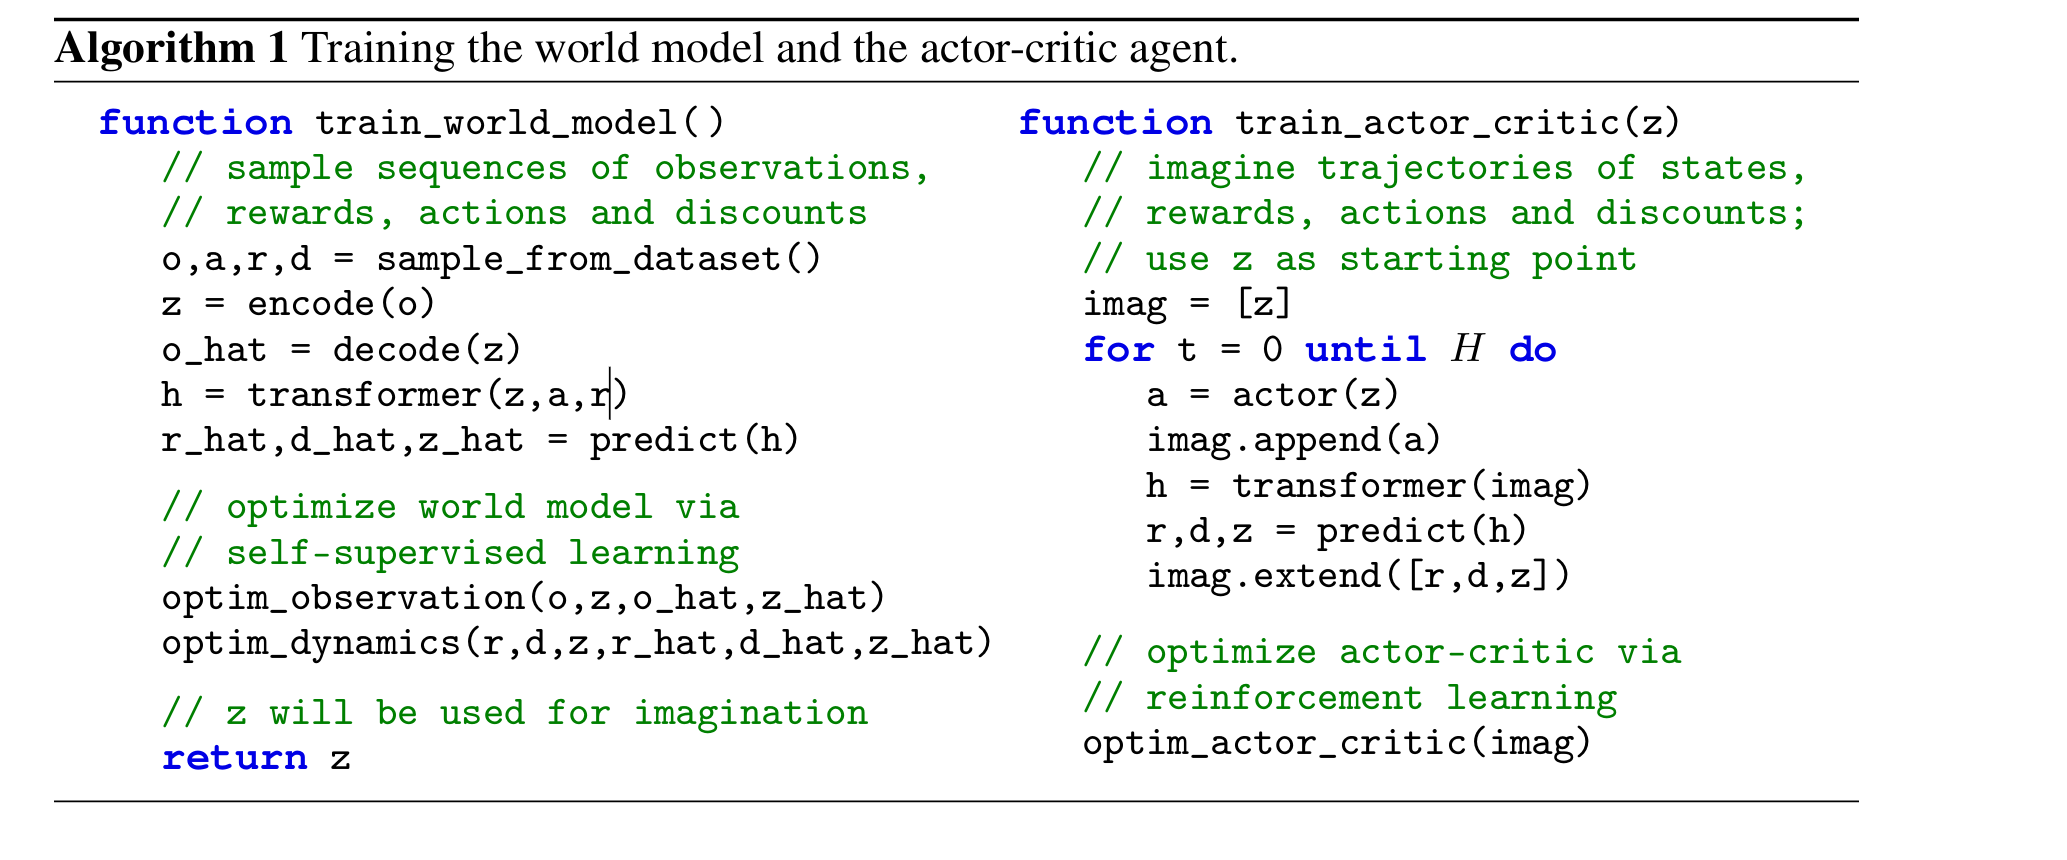 Algorithm 1 Training the world model and the actor-critic agent.
function train_world_model()
// sample sequences of observations,
// rewards, actions and discounts
o,a,r,d = sample_from_dataset()
z = encode(o)
o_hat = decode(z)
h = transformer(z,a,r)
r_hat,d_hat,z_hat = predict(h)
// optimize world model via
// self-supervised learning
optim_observation(o,z,o_hat,z_hat)
optim_dynamics(r,d,z,r_hat,d_hat,z_hat)
// z will be used for imagination
return z
function train_actor_critic(z)
// imagine trajectories of states,
// rewards, actions and discounts;
// use z as starting point
imag = [z]
for t = 0 until H do
a = actor(z)
imag.append(a)
h = transformer(imag)
r,d,z = predict(h)
imag.extend([r,d,z])
// optimize actor-critic via
// reinforcement learning
optim_actor_critic(imag)